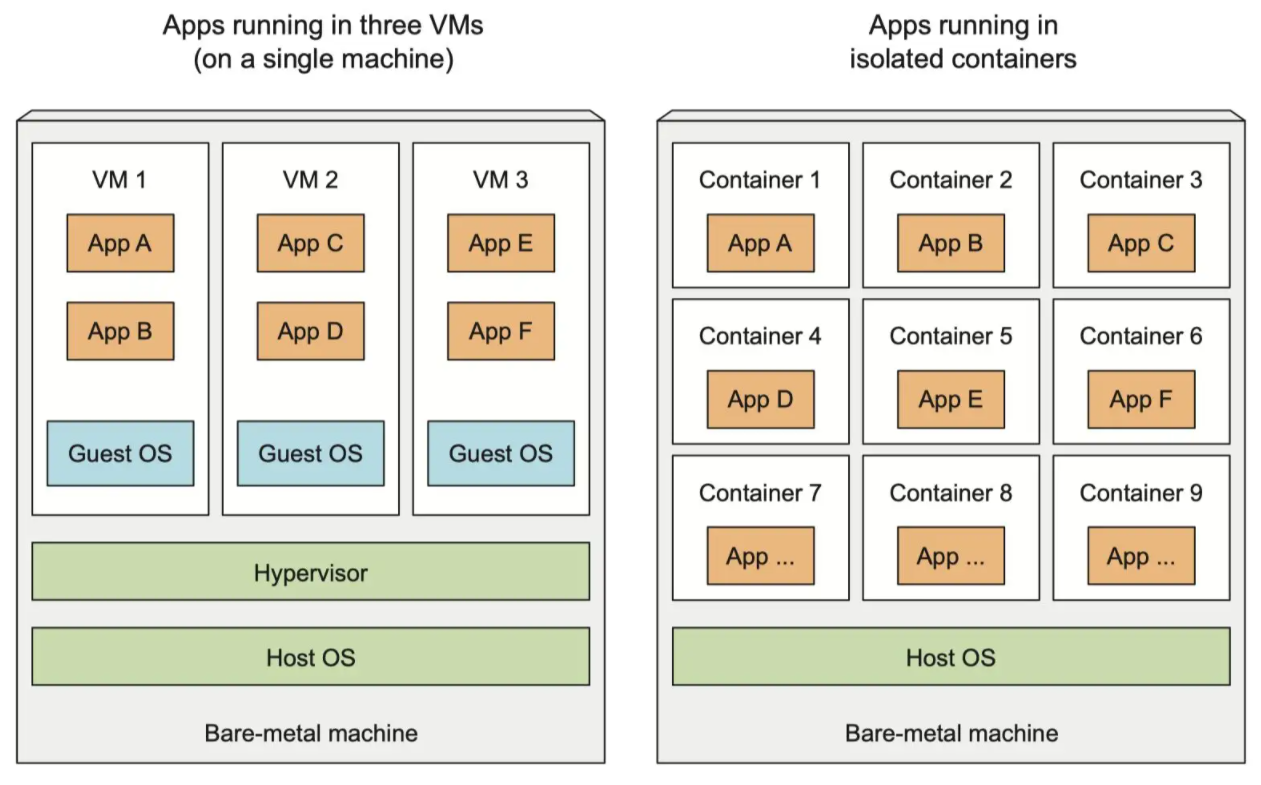 Apps running in three VMs
(on a single machine)
VM 1
App A
App B
Guest OS
VM 2
App C
App D
Guest OS
VM 3
App E
App F
Guest OS
Hypervisor
Host OS
Bare-metal machine
Apps running in
isolated containers
Container 1
App A
Container 2
App B
Container 3
App C
Container 4
App D
Container 5
App E
Container 6
App F
Container 7
App ...
Container 8
App ...
Container 9
App ...
Host OS
Bare-metal machine